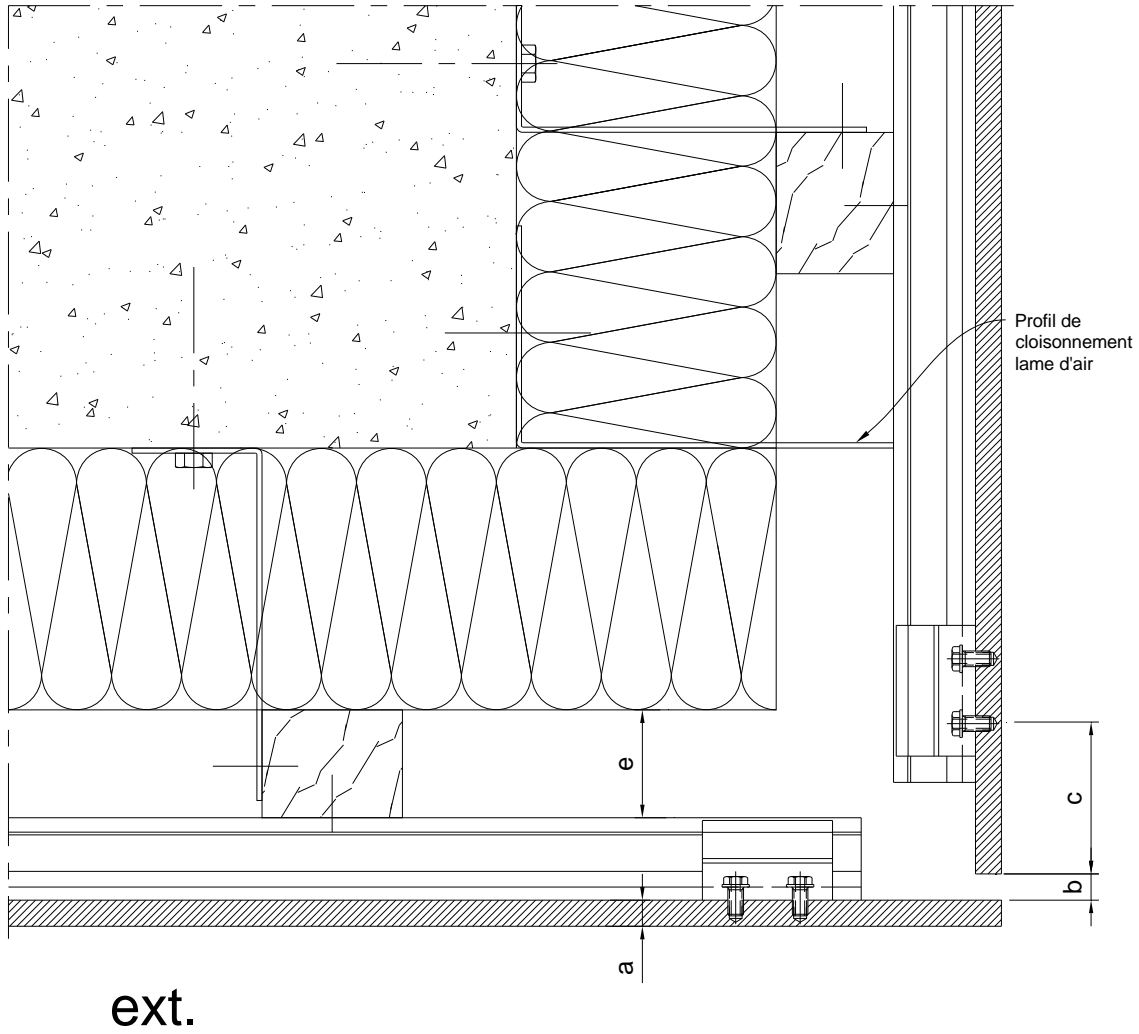 Profil de
cloisonnement
lame d'air
e
c
b
a
ext.